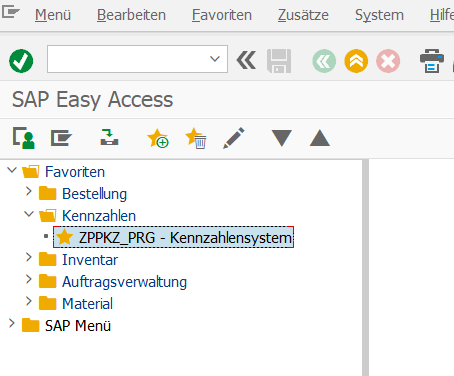 Menü Bearbeiten Favoriten Zusätze System Hilfe
SAP Easy Access
Favoriten
Bestellung
Kennzahlen
ZPPKZ_PRG - Kennzahlensystem
Inventar
Auftragsverwaltung
Material
SAP Menü